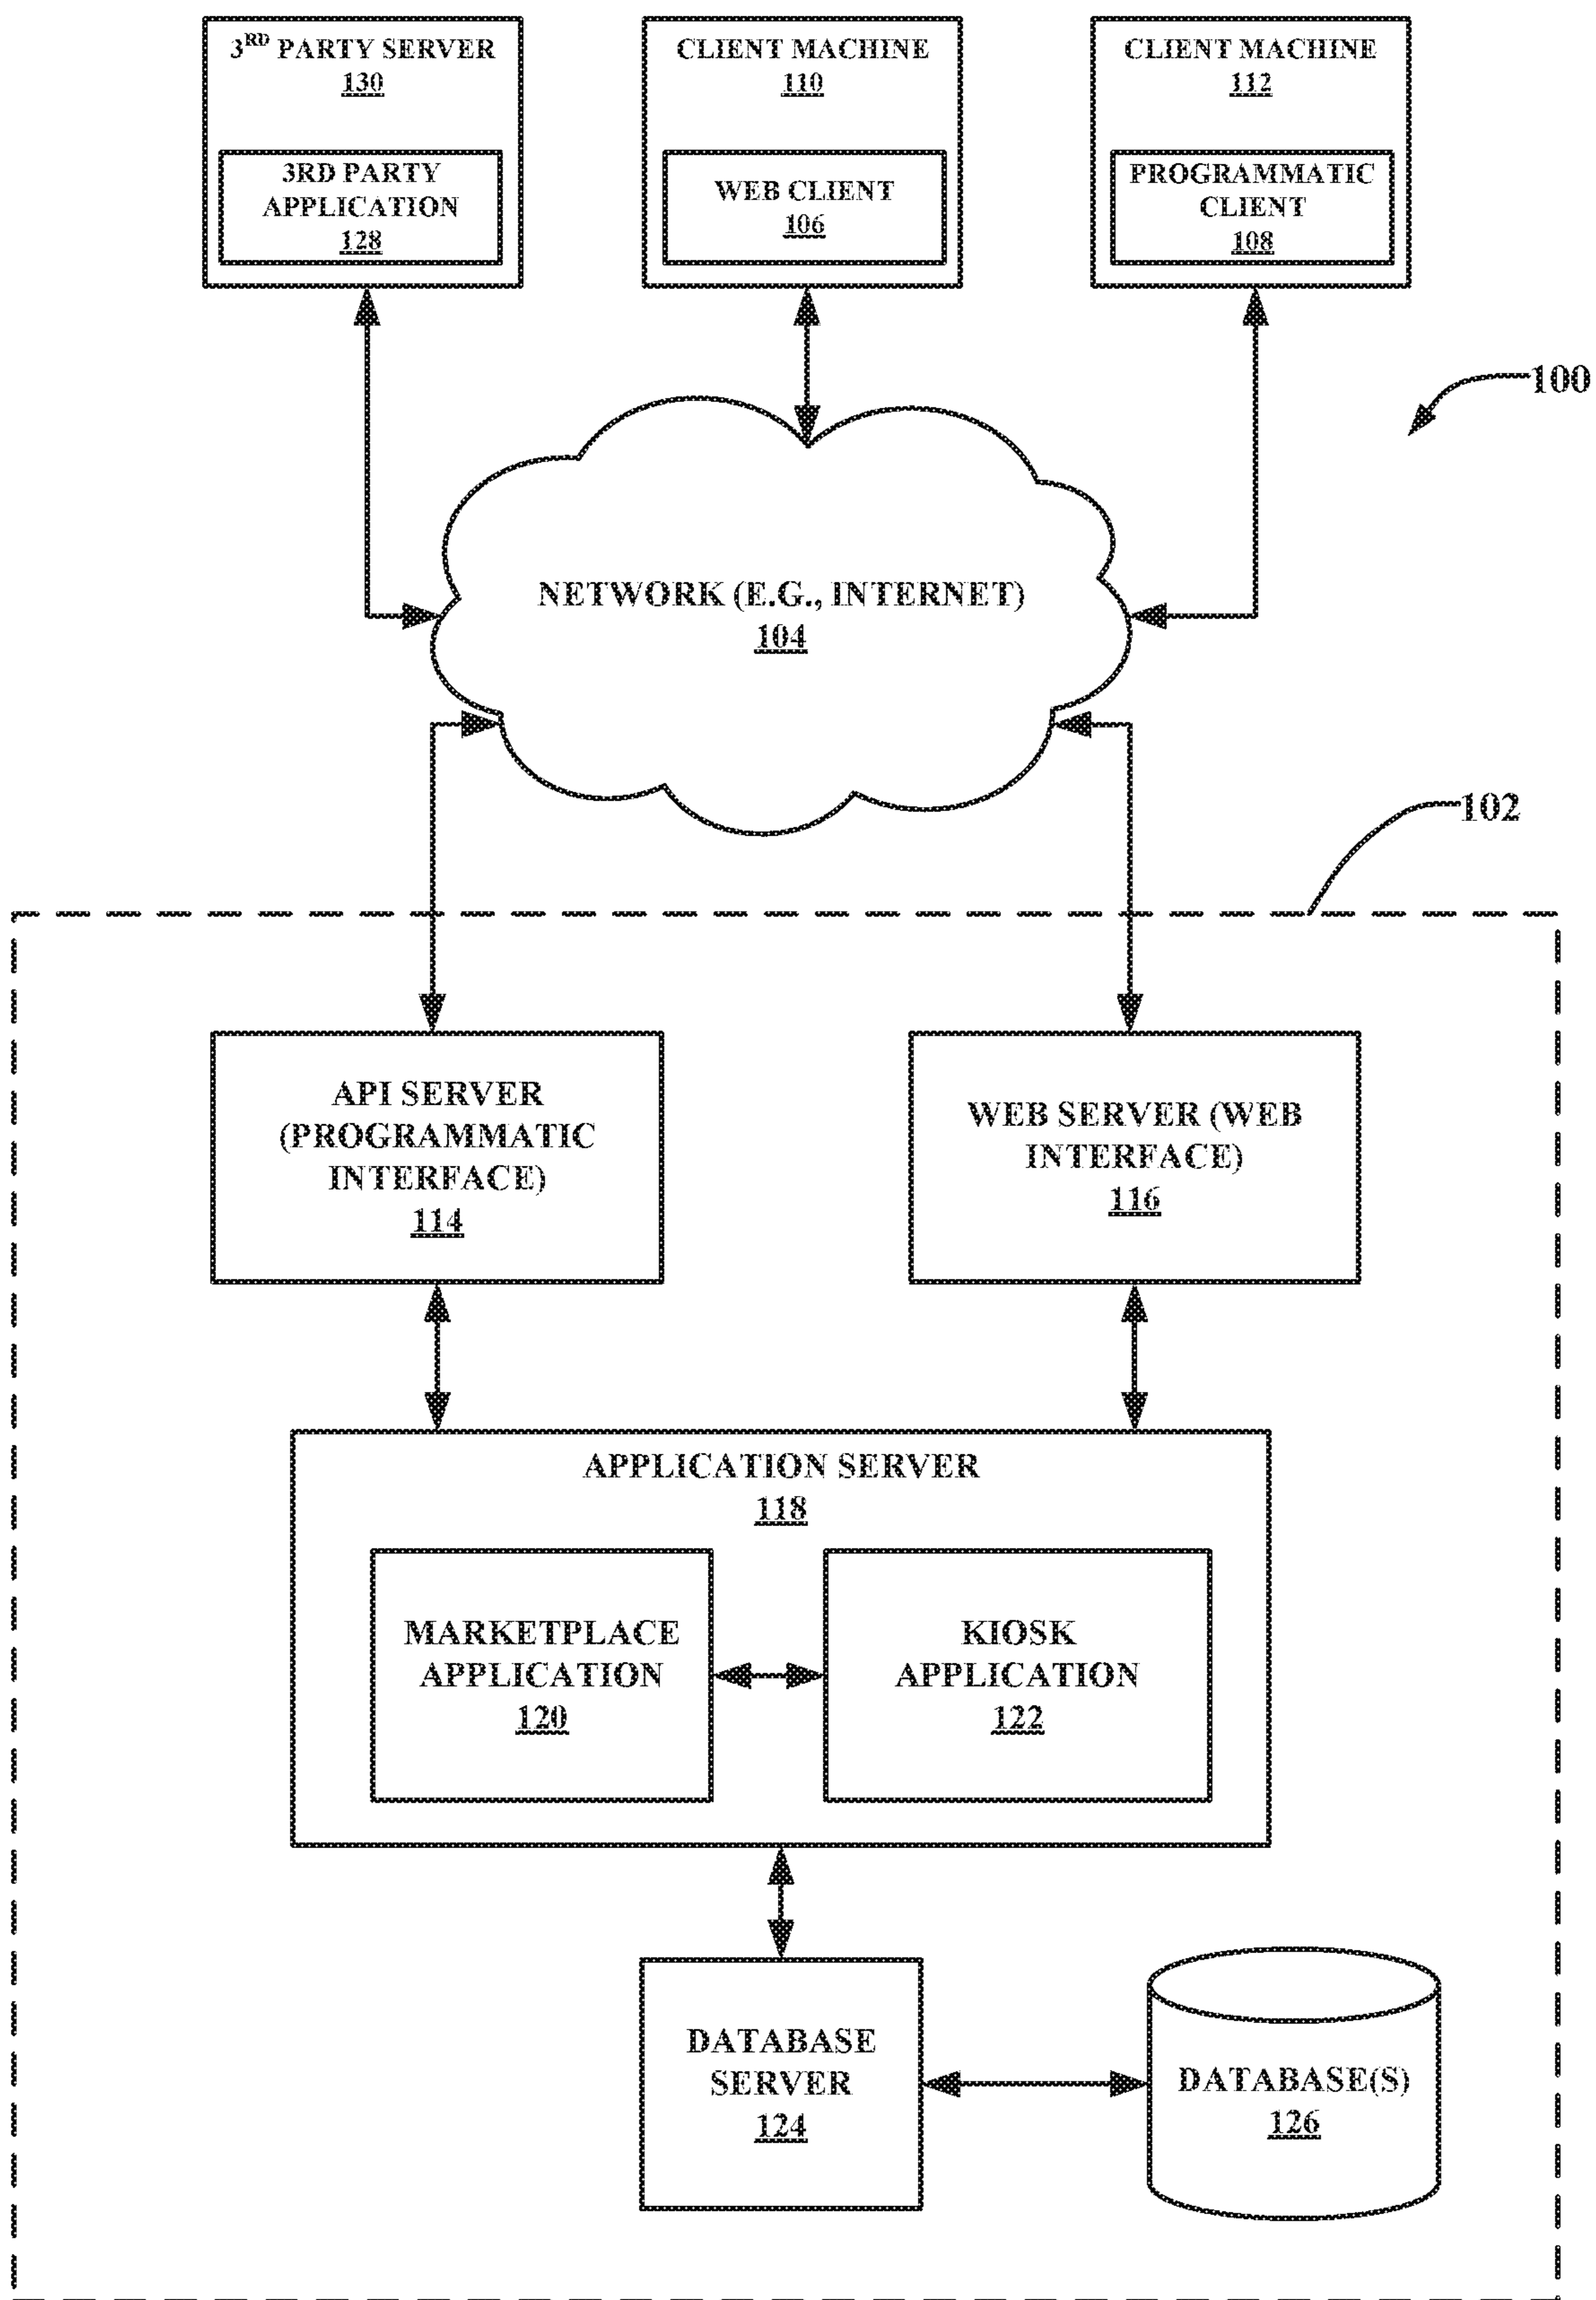 3RD PARTY SERVER
130
3RD PARTY
APPLICATION
128
CLIENT MACHINE
110
WEB CLIENT
106
CLIENT MACHINE
112
PROGRAMMATIC
CLIENT
108
100
NETWORK (E.G., INTERNET)
104
102
API SERVER
(PROGRAMMATIC
INTERFACE)
114
WEB SERVER (WEB
INTERFACE)
116
APPLICATION SERVER
118
MARKETPLACE
APPLICATION
120
KIOSK
APPLICATION
122
DATABASE
SERVER
124
DATABASE(S)
126